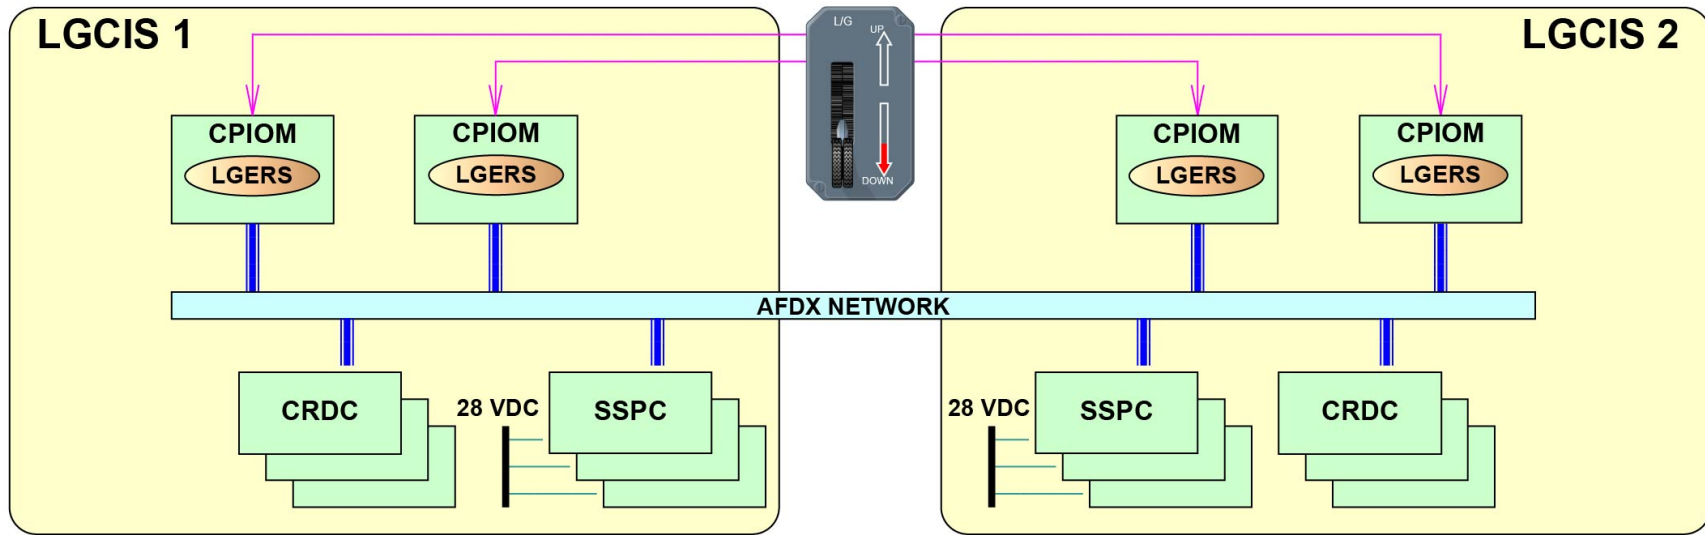 LGCIS 1
L/G
UP
DOWN
LGCIS 2
CPIOM
LGERS
CPIOM
LGERS
CPIOM
LGERS
CPIOM
LGERS
AFDX NETWORK
CRDC
28 VDC
SSPC
28 VDC
SSPC
CRDC